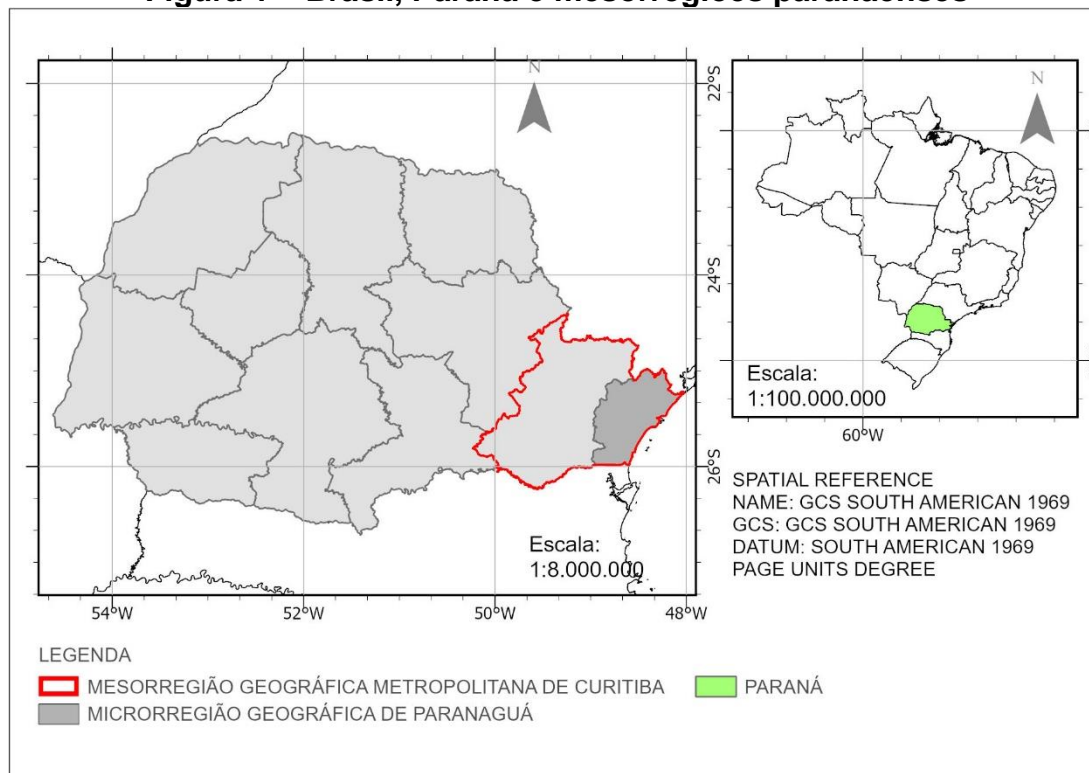 Figura 1 – Brasil, Paraná e mesorregiões paranaenses
N
22°S
24°S
26°S
54°W
52°W
50°W
48°W
Escala:
1:8.000.000
N
Escala:
1:100.000.000
60°W
SPATIAL REFERENCE
NAME: GCS SOUTH AMERICAN 1969
GCS: GCS SOUTH AMERICAN 1969
DATUM: SOUTH AMERICAN 1969
PAGE UNITS DEGREE
LEGENDA
MESORREGIÃO GEOGRÁFICA METROPOLITANA DE CURITIBA
PARANÁ
MICRORREGIÃO GEOGRÁFICA DE PARANAGUÁ